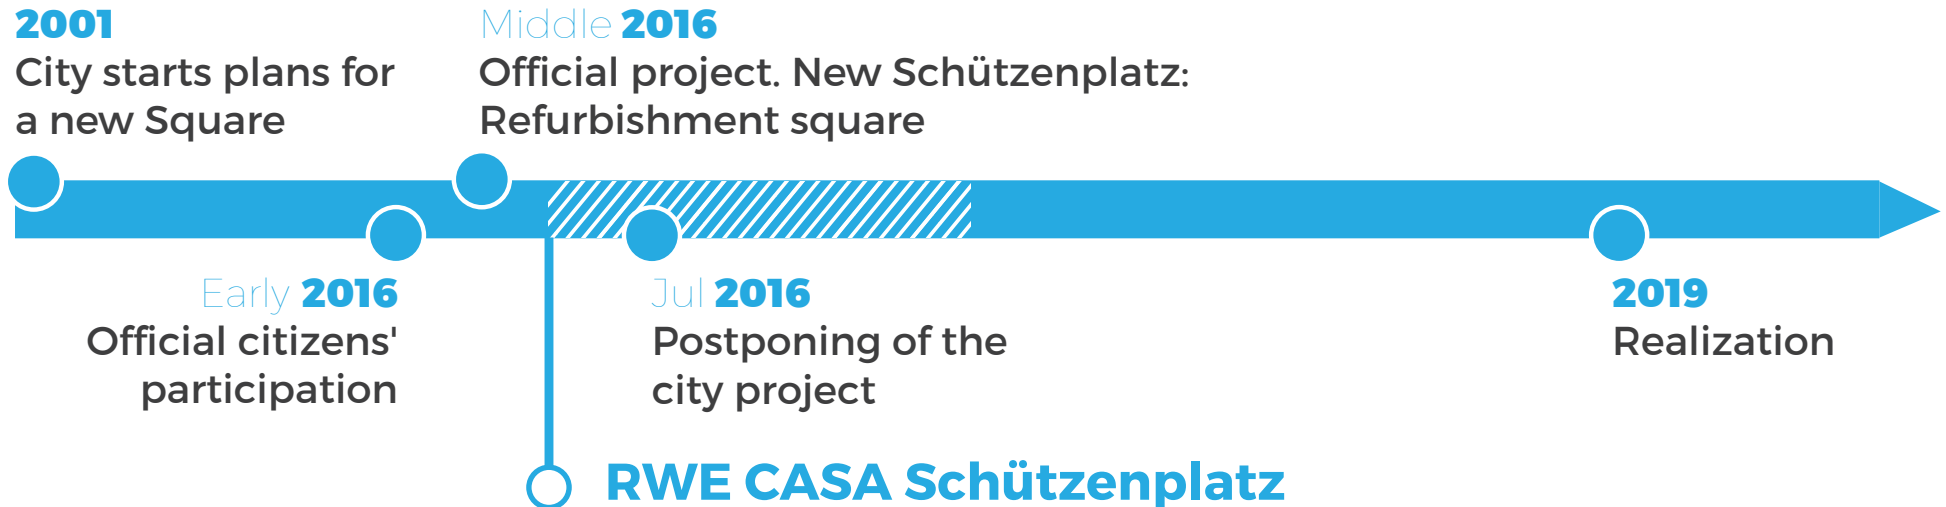 2001
City starts plans for
a new Square
Middle 2016
Official project. New Schützenplatz:
Refurbishment square
Early 2016
Official citizens'
participation
Jul 2016
Postponing of the
city project
2019
Realization
RWE CASA Schützenplatz